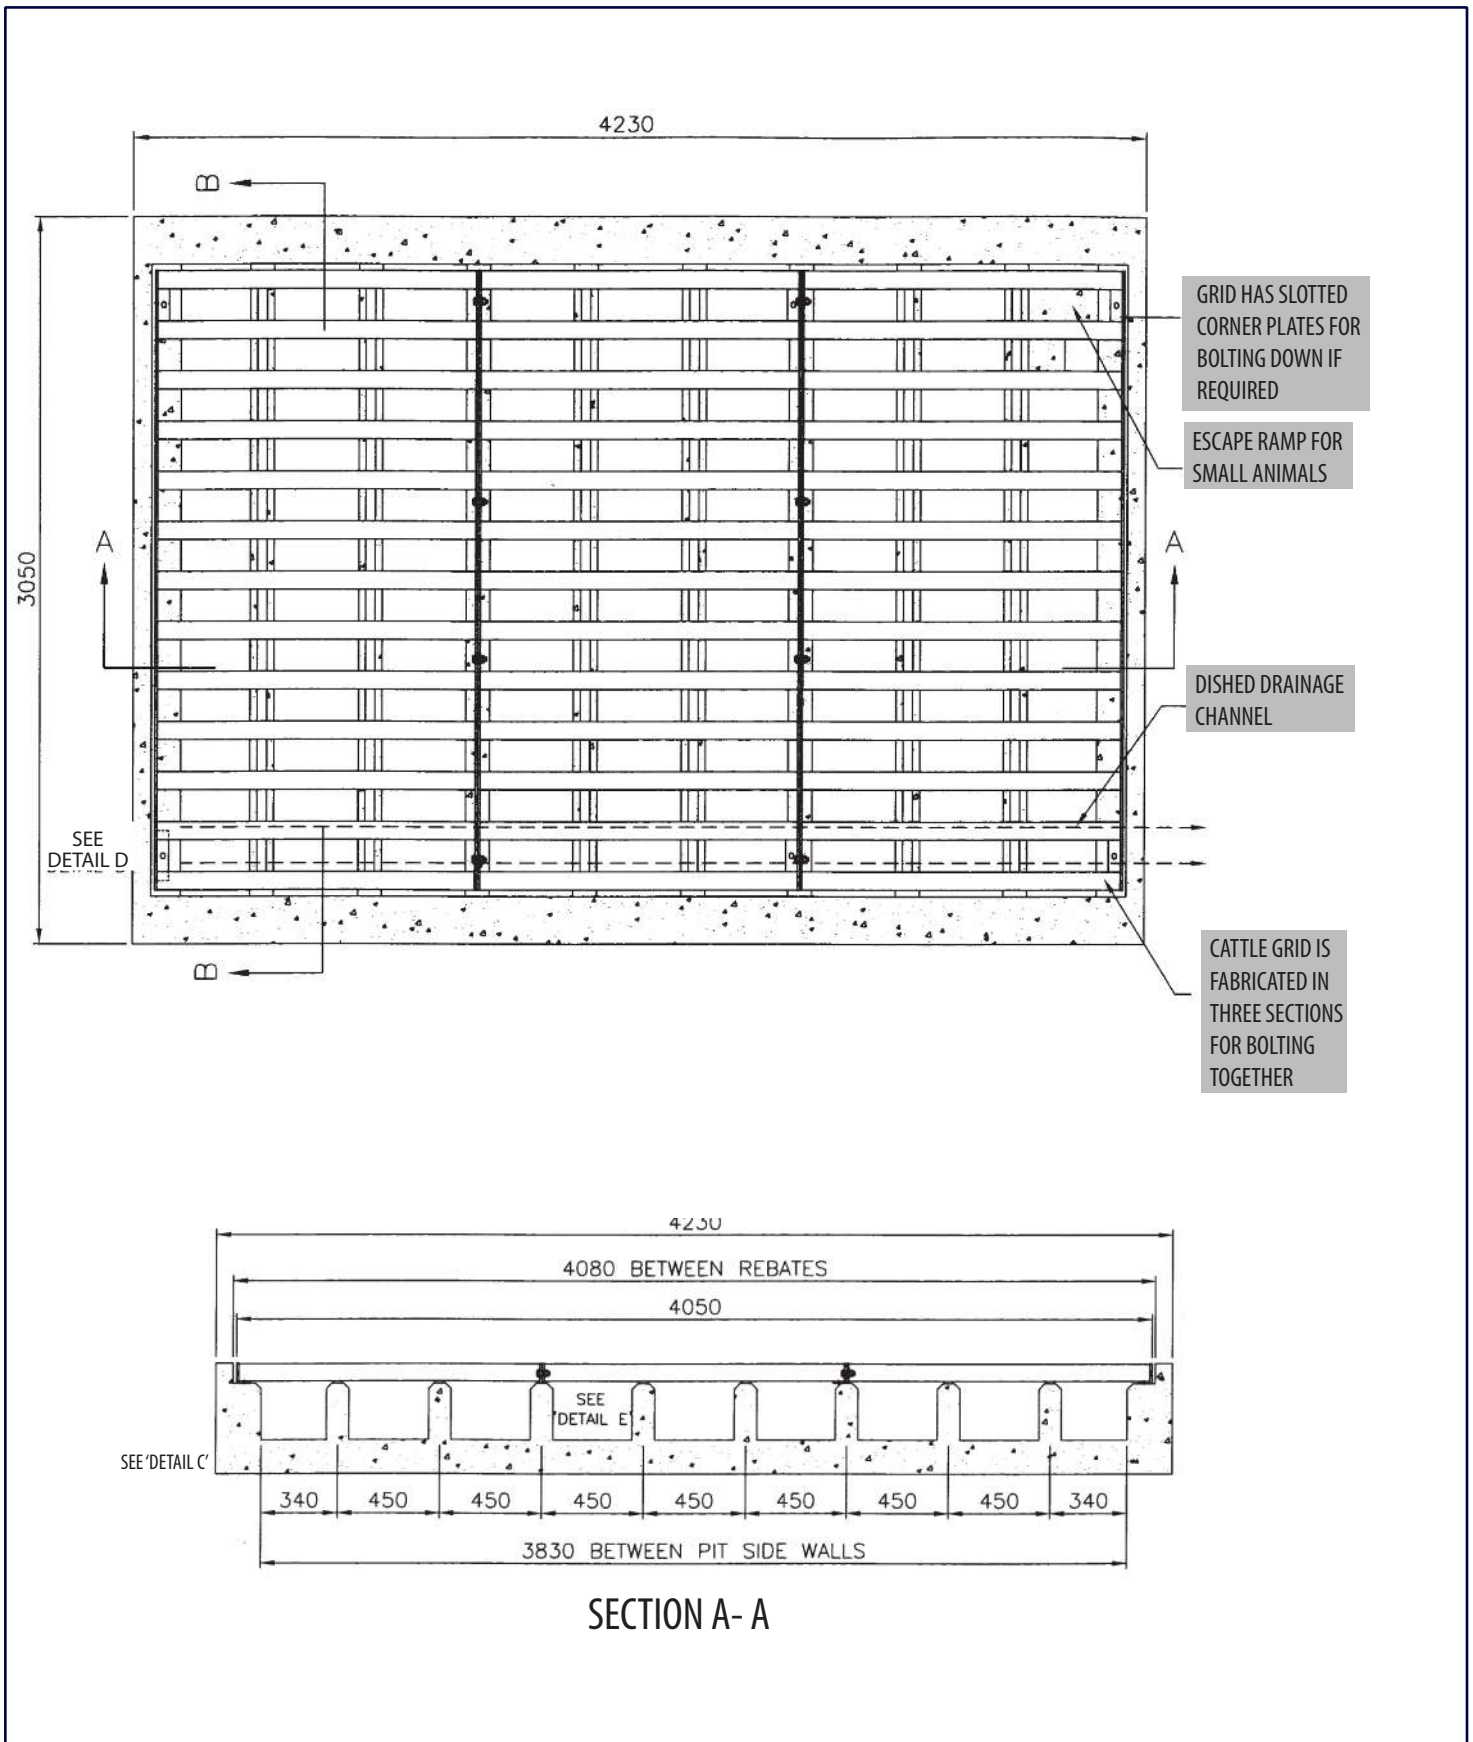 4230
B
GRID HAS SLOTTED
CORNER PLATES FOR
BOLTING DOWN IF
REQUIRED
ESCAPE RAMP FOR
SMALL ANIMALS
A
A
3050
DISHED DRAINAGE
CHANNEL
SEE
DETAIL D
CATTLE GRID IS
FABRICATED IN
THREE SECTIONS
FOR BOLTING
TOGETHER
B
4230
4080 BETWEEN REBATES
4050
SEE
'DETAIL E'
SEE 'DETAIL C'
340 450 450 450 450 450 450 450 340
3830 BETWEEN PIT SIDE WALLS
SECTION A- A